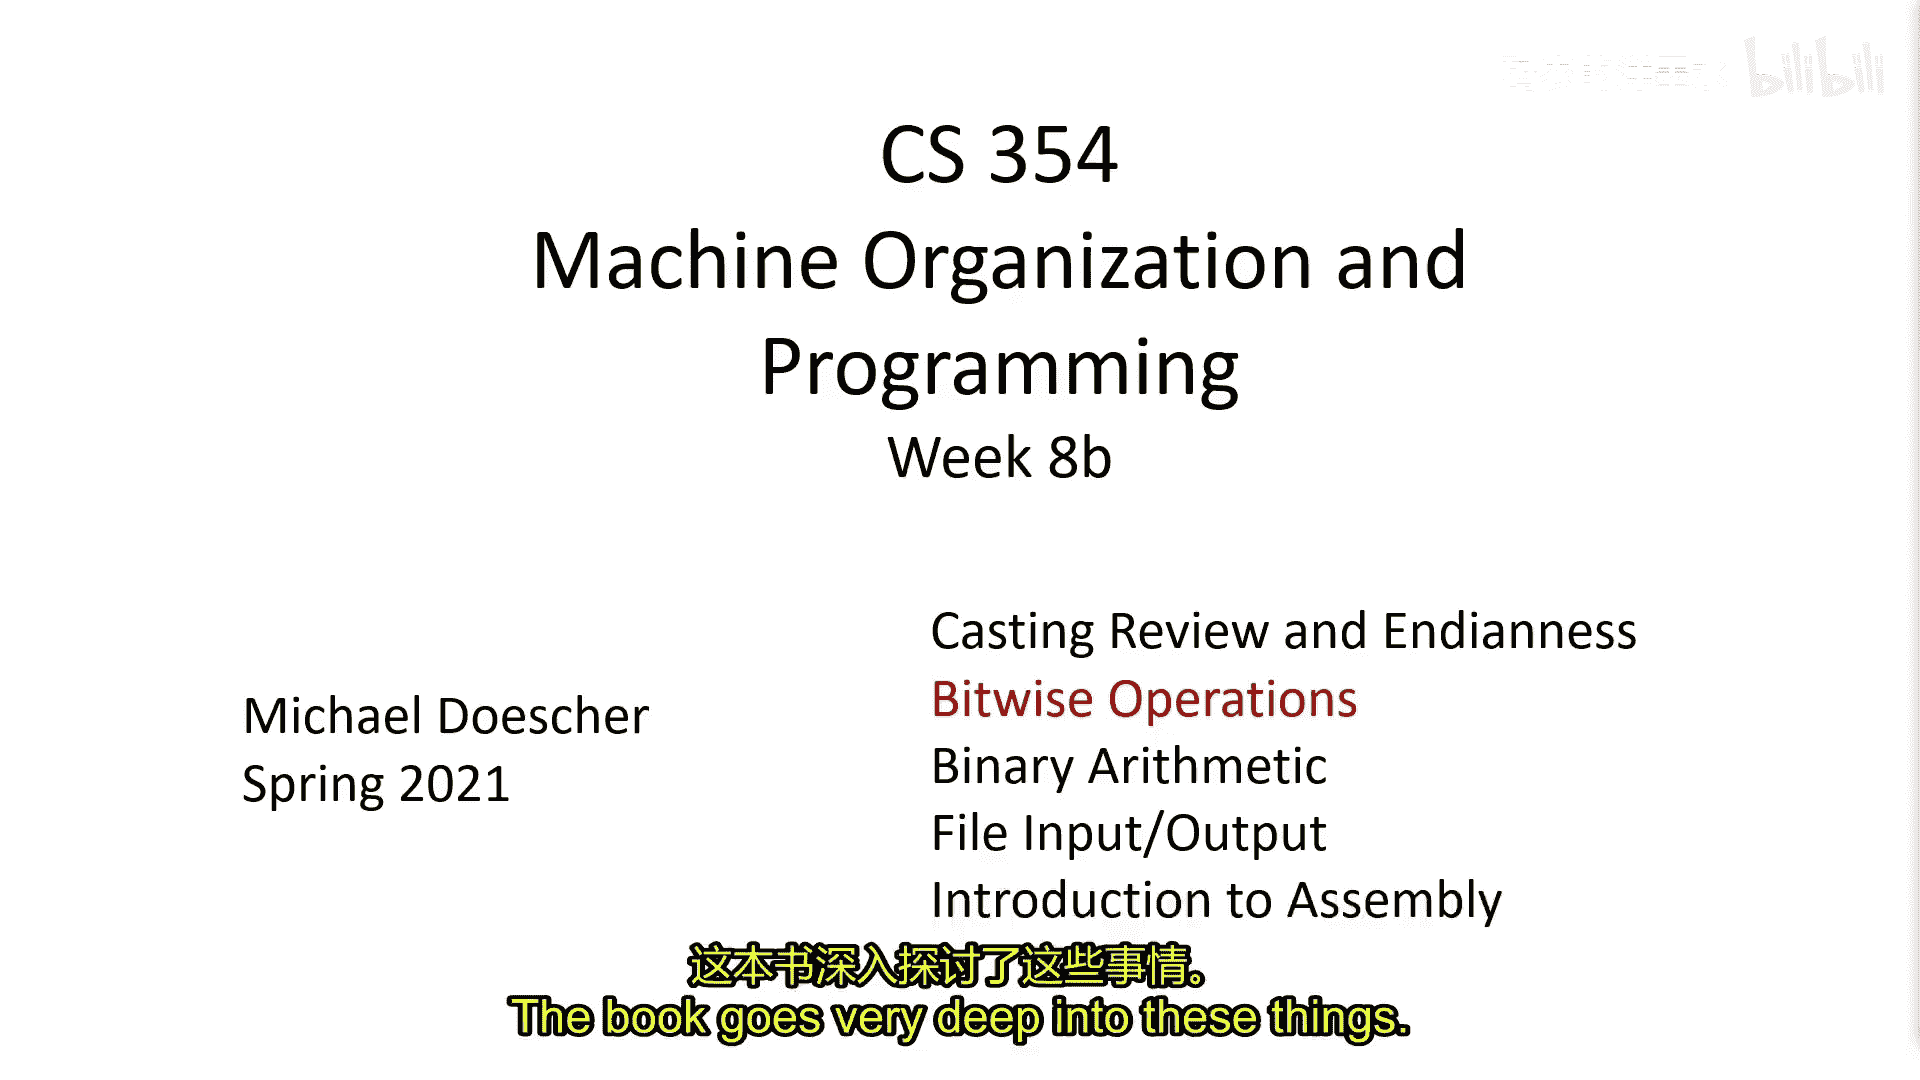 bilibili
CS 354
Machine Organization and
Programming
Week 8b
Michael Doescher
Spring 2021
Casting Review and Endianness
Bitwise Operations
Binary Arithmetic
File Input/Output
Introduction to Assembly
这本书深入探讨了这些事情。
The book goes very deep into these things.